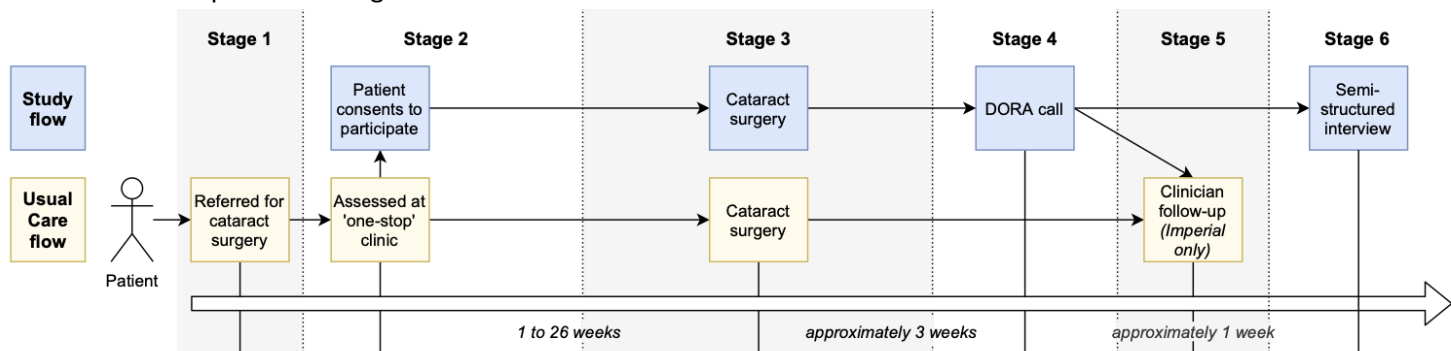 Stage 1
Stage 2
Stage 3
Stage 4
Stage 5
Stage 6
Study
flow
Patient
consents to
participate
Cataract
surgery
DORA call
Semi-
structured
interview
Usual
Care
flow
Patient
Referred for
cataract
surgery
Assessed at
'one-stop'
clinic
Cataract
surgery
Clinician
follow-up
(Imperial
only)
1 to 26 weeks
approximately 3 weeks
approximately 1 week